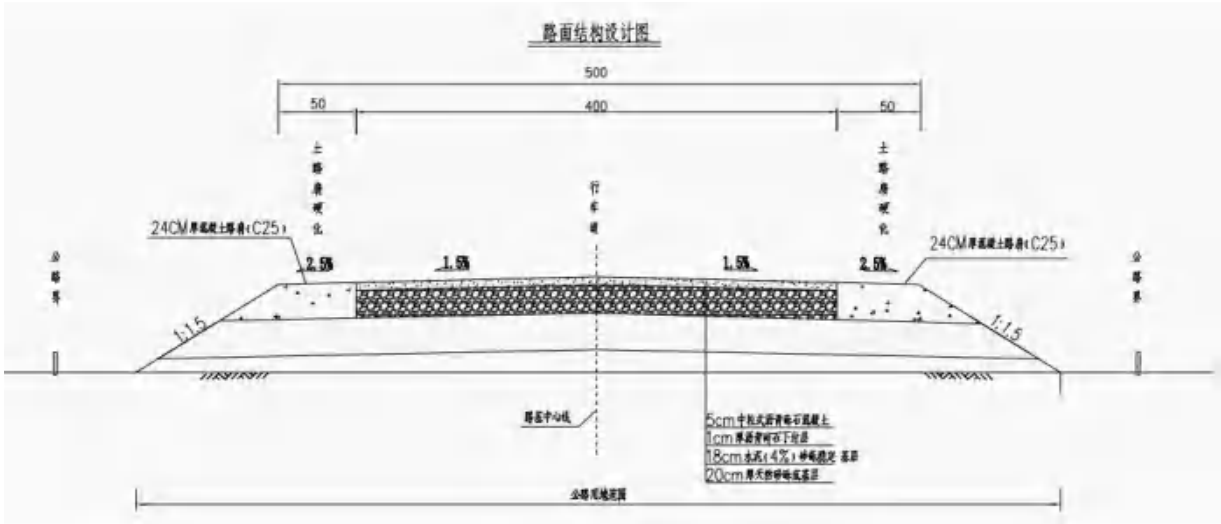 路面结构设计图
500
50
400
50
土路肩硬化
行车道
土路肩硬化
24CM厚混凝土路肩(C25)
24CM厚混凝土路肩(C25)
公路界
2.5%
1.5%
1.5%
2.5%
公路界
1:1.5
1:1.5
路基中心线
5cm中粒式沥青砾石混凝土
1cm厚沥青砾石下封层
18cm水泥(4%)砂砾稳定 基层
20cm厚天然砂砾底基层
公路用地范围